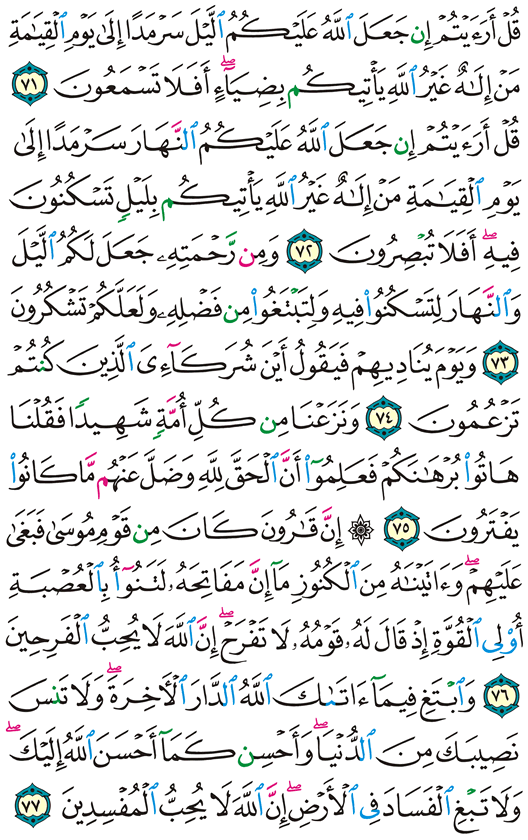 قُلْ أَرَءَيْتُمْ إِن جَعَلَ ٱللَّهُ عَلَيْكُمُ ٱلَّيْلَ سَرْمَدًا إِلَىٰ يَوْمِ ٱلْقِيَٰمَةِ
مَنْ إِلَٰهٌ غَيْرُ ٱللَّهِ يَأْتِيكُم بِضِيَآءٍ ۖ أَفَلَا تَسْمَعُونَ ٧١
قُلْ أَرَءَيْتُمْ إِن جَعَلَ ٱللَّهُ عَلَيْكُمُ ٱلنَّهَارَ سَرْمَدًا إِلَىٰ
يَوْمِ ٱلْقِيَٰمَةِ مَنْ إِلَٰهٌ غَيْرُ ٱللَّهِ يَأْتِيكُم بِلَيْلٍ تَسْكُنُونَ
فِيهِ ۖ أَفَلَا تُبْصِرُونَ ٧٢ وَمِن رَّحْمَتِهِۦ جَعَلَ لَكُمُ ٱلَّيْلَ
وَٱلنَّهَارَ لِتَسْكُنُوا۟ فِيهِ وَلِتَبْتَغُوا۟ مِن فَضْلِهِۦ وَلَعَلَّكُمْ تَشْكُرُونَ
٧٣ وَيَوْمَ يُنَادِيهِمْ فَيَقُولُ أَيْنَ شُرَكَآءِىَ ٱلَّذِينَ كُنتُمْ
تَزْعُمُونَ ٧٤ وَنَزَعْنَا مِن كُلِّ أُمَّةٍ شَهِيدًا فَقُلْنَا
هَاتُوا۟ بُرْهَٰنَكُمْ فَعَلِمُوٓا۟ أَنَّ ٱلْحَقَّ لِلَّهِ وَضَلَّ عَنْهُم مَّا كَانُوا۟
يَفْتَرُونَ ٧٥ ۞ إِنَّ قَٰرُونَ كَانَ مِن قَوْمِ مُوسَىٰ فَبَغَىٰ
عَلَيْهِمْ ۖ وَءَاتَيْنَٰهُ مِنَ ٱلْكُنُوزِ مَآ إِنَّ مَفَاتِحَهُۥ لَتَنُوٓأُ بِٱلْعُصْبَةِ
أُو۟لِى ٱلْقُوَّةِ إِذْ قَالَ لَهُۥ قَوْمُهُۥ لَا تَفْرَحْ ۖ إِنَّ ٱللَّهَ لَا يُحِبُّ ٱلْفَرِحِينَ
٧٦ وَٱبْتَغِ فِيمَآ ءَاتَىٰكَ ٱللَّهُ ٱلدَّارَ ٱلْءَاخِرَةَ ۖ وَلَا تَنسَ
نَصِيبَكَ مِنَ ٱلدُّنْيَا ۖ وَأَحْسِن كَمَآ أَحْسَنَ ٱللَّهُ إِلَيْكَ ۖ
وَلَا تَبْغِ ٱلْفَسَادَ فِى ٱلْأَرْضِ ۖ إِنَّ ٱللَّهَ لَا يُحِبُّ ٱلْمُفْسِدِينَ ٧٧